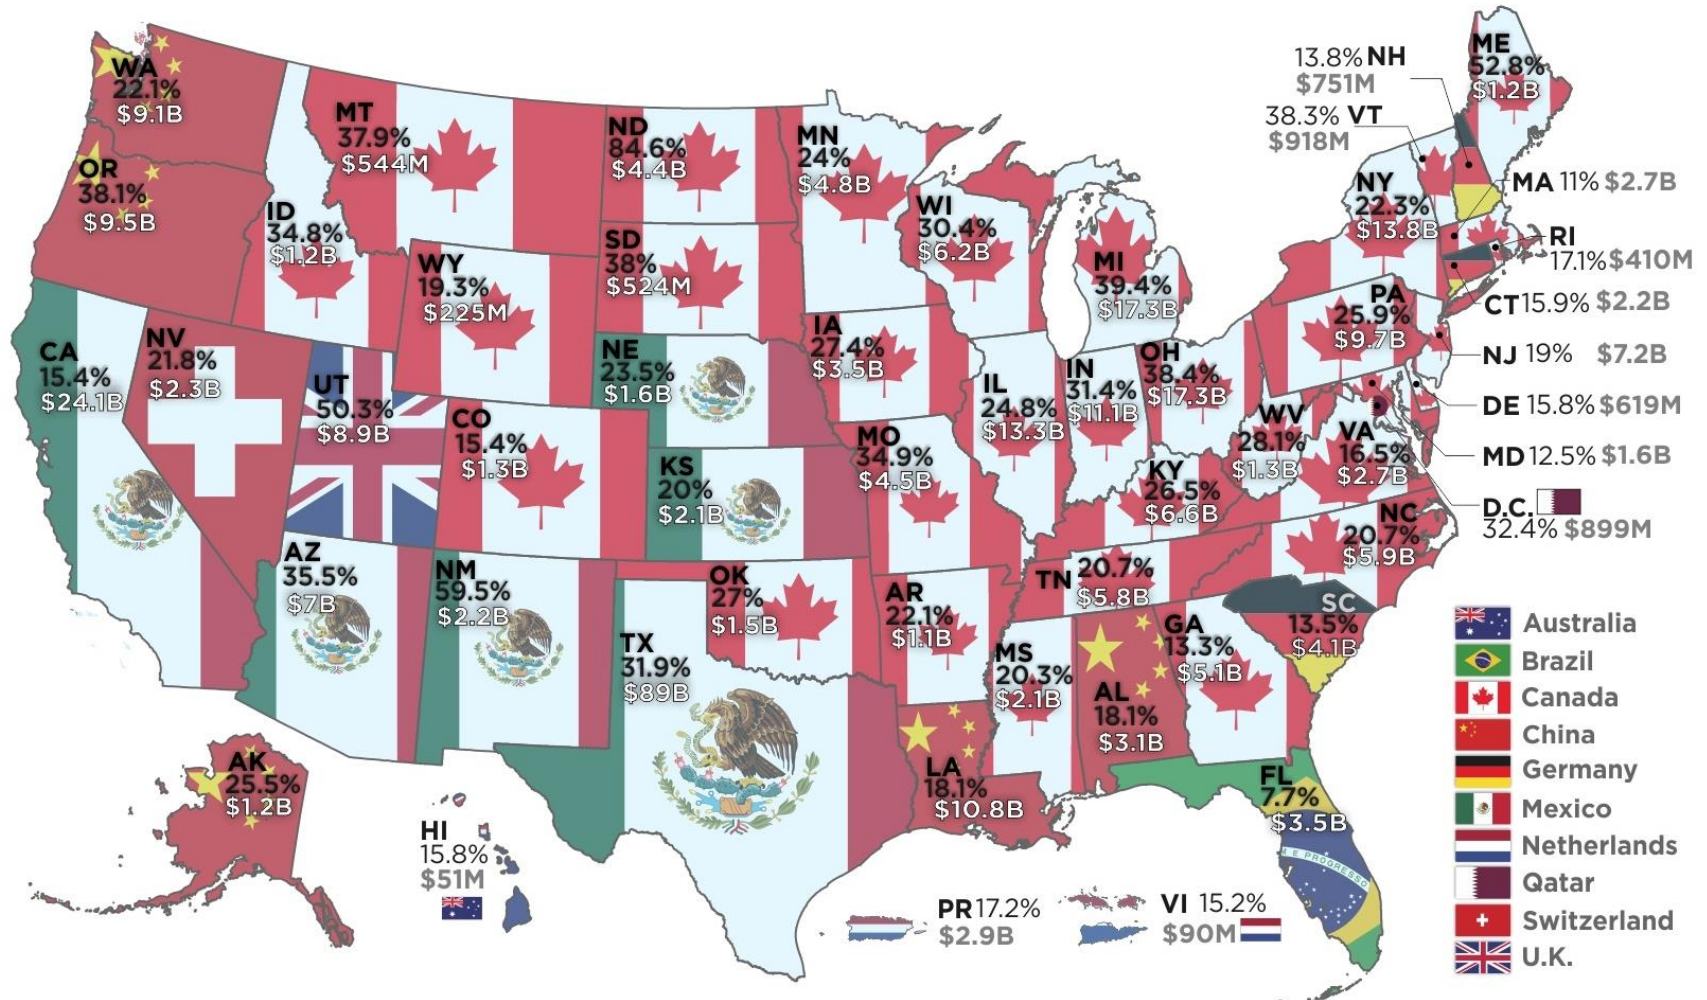 WA
22.1%
$9.1B
OR
38.1%
$9.5B
CA
15.4%
$24.1B
NV
21.8%
$2.3B
ID
34.8%
$1.2B
MT
37.9%
$544M
WY
19.3%
$225M
UT
50.3%
$8.9B
CO
15.4%
$1.3B
AZ
35.5%
$7B
NM
59.5%
$2.2B
ND
84.6%
$4.4B
SD
38%
$524M
NE
23.5%
$1.6B
KS
20%
$2.1B
OK
27%
$1.5B
TX
31.9%
$89B
MN
24%
$4.8B
IA
27.4%
$3.5B
MO
34.9%
$4.5B
AR
22.1%
$1.1B
LA
18.1%
$10.8B
WI
30.4%
$6.2B
IL
24.8%
$13.3B
MI
39.4%
$17.3B
IN
31.4%
$11.1B
OH
38.4%
$17.3B
KY
26.5%
$6.6B
TN 20.7%
$5.8B
MS
20.3%
$2.1B
AL
18.1%
$3.1B
GA
13.3%
$5.1B
FL
7.7%
$3.5B
M E PROGRESSO
SC
13.5%
$4.1B
NC
20.7%
$5.9B
VA
16.5%
$2.7B
WV
28.1%
$1.3B
PA
25.9%
$9.7B
NY
22.3%
$13.8B
ME
52.8%
$1.2B
13.8% NH
$751M
38.3% VT
$918M
MA 11% $2.7B
RI
17.1% $410M
CT 15.9% $2.2B
NJ 19% $7.2B
DE 15.8% $619M
MD 12.5% $1.6B
D.C.
32.4% $899M
AK
25.5%
$1.2B
HI
15.8%
$51M
PR 17.2%
$2.9B
VI 15.2%
$90M
Australia
Brazil
Canada
China
Germany
Mexico
Netherlands
Qatar
Switzerland
U.K.